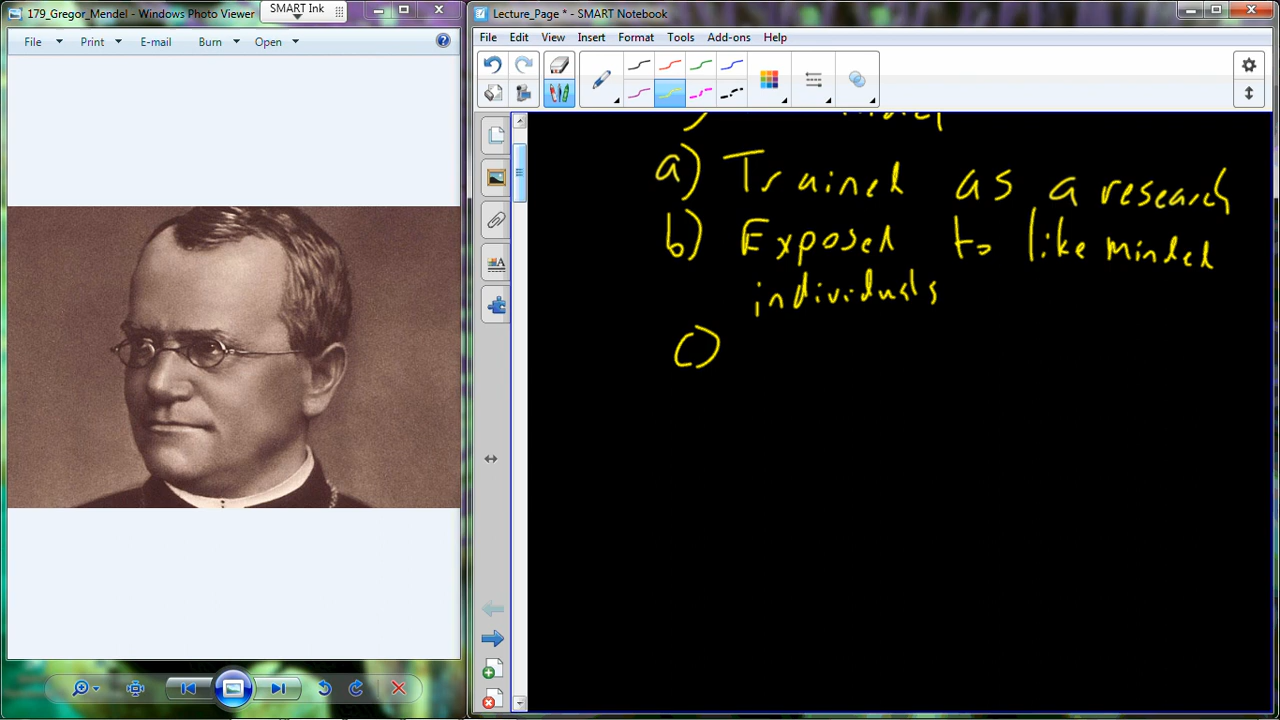 179_Gregor_Mendel - Windows Photo Viewer
SMART Ink
File Print E-mail Burn Open
Lecture_Page * - SMART Notebook
File Edit View Insert Format Tools Add-ons Help
a) Trained as a research
b) Exposed to like minded
individuals
c)